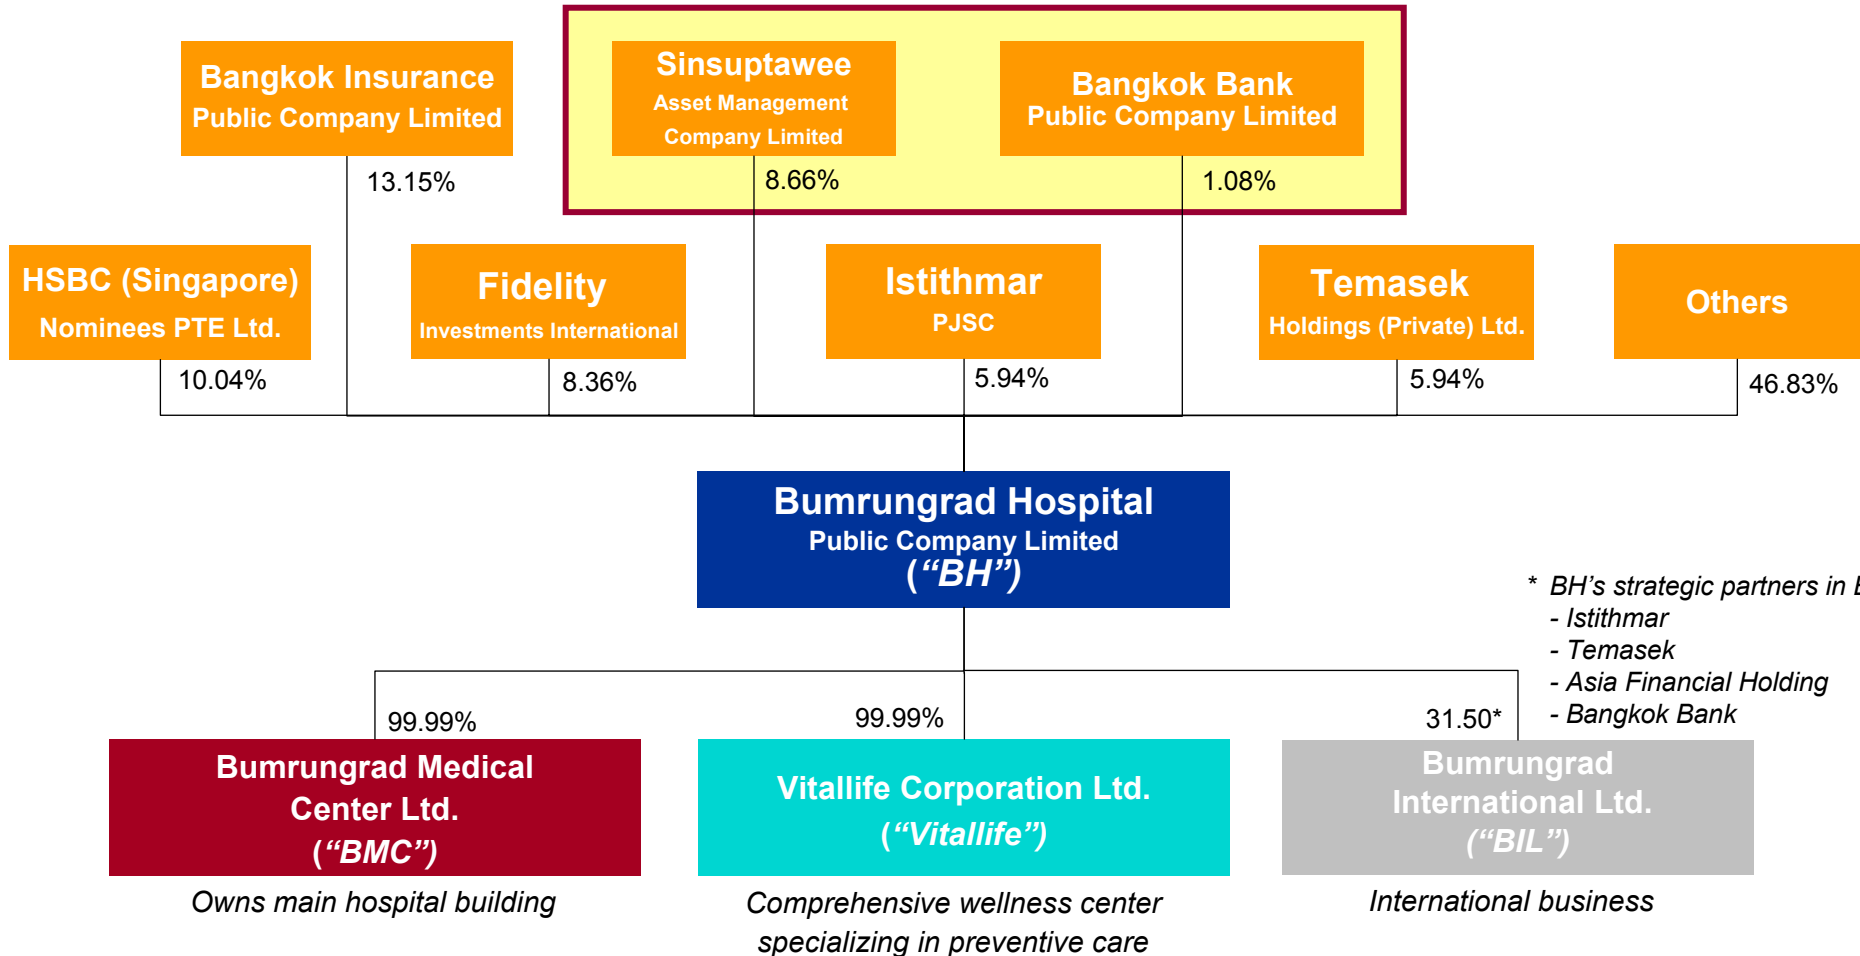 Bangkok Insurance
Public Company Limited
13.15%
Sinsuptawee
Asset Management
Company Limited
8.66%
Bangkok Bank
Public Company Limited
1.08%
HSBC (Singapore)
Nominees PTE Ltd.
10.04%
Fidelity
Investments International
8.36%
Istithmar
PJSC
5.94%
Temasek
Holdings (Private) Ltd.
5.94%
Others
46.83%
Bumrungrad Hospital
Public Company Limited
(“BH”)
* BH’s strategic partners in
- Istithmar
- Temasek
- Asia Financial Holding
- Bangkok Bank
99.99%
Bumrungrad Medical
Center Ltd.
(“BMC”)
Owns main hospital building
99.99%
Vitallife Corporation Ltd.
(“Vitallife”)
Comprehensive wellness center
specializing in preventive care
31.50*
Bumrungrad
International Ltd.
(“BIL”)
International business